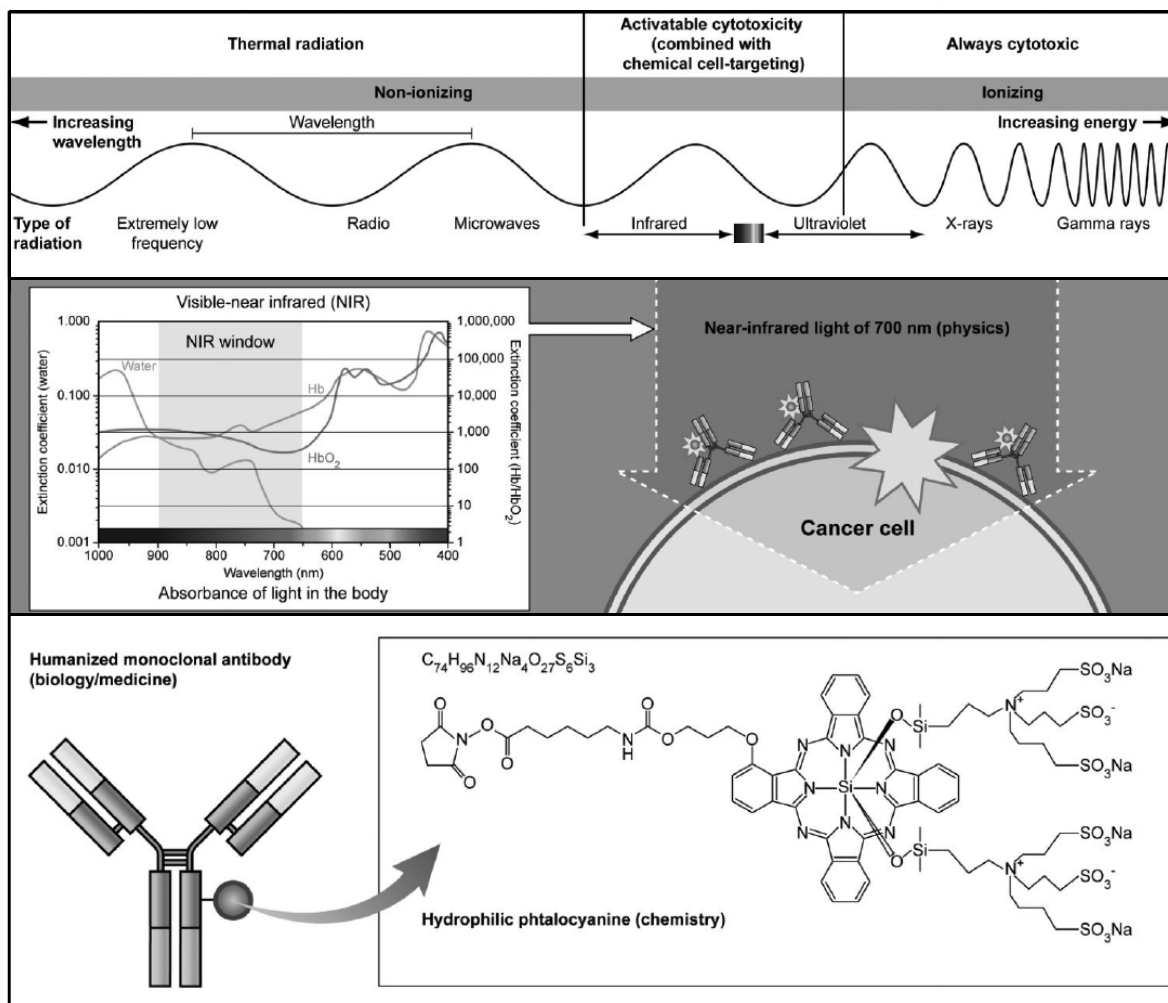 Thermal radiation
Activatable cytotoxicity
(combined with
chemical cell-targeting)
Always cytotoxic
Non-ionizing
Ionizing
Increasing
wavelength
Wavelength
Increasing energy
Type of
radiation
Extremely low
frequency
Radio
Microwaves
Infrared
Ultraviolet
X-rays
Gamma rays
Visible-near infrared (NIR)
NIR window
Water
Hb
HbO₂
Extinction coefficient (water)
1.000
0.100
0.010
0.001
1,000,000
100,000
10,000
1,000
100
10
1
Extinction coefficient (Hb/HbO₂)
1000
900
800
700
600
500
400
Wavelength (nm)
Absorbance of light in the body
Near-infrared light of 700 nm (physics)
Cancer cell
Humanized monoclonal antibody
(biology/medicine)
C₇₄H₉₆N₁₂Na₄O₂₇S₆Si₃
O
N
O
O
O
N
H
O
O
O
N
N
N
N
Si
N
N
N
N
O
Si
N+
SO₃Na
SO₃⁻
SO₃Na
O
Si
N+
SO₃Na
SO₃⁻
SO₃Na
Hydrophilic phtalocyanine (chemistry)